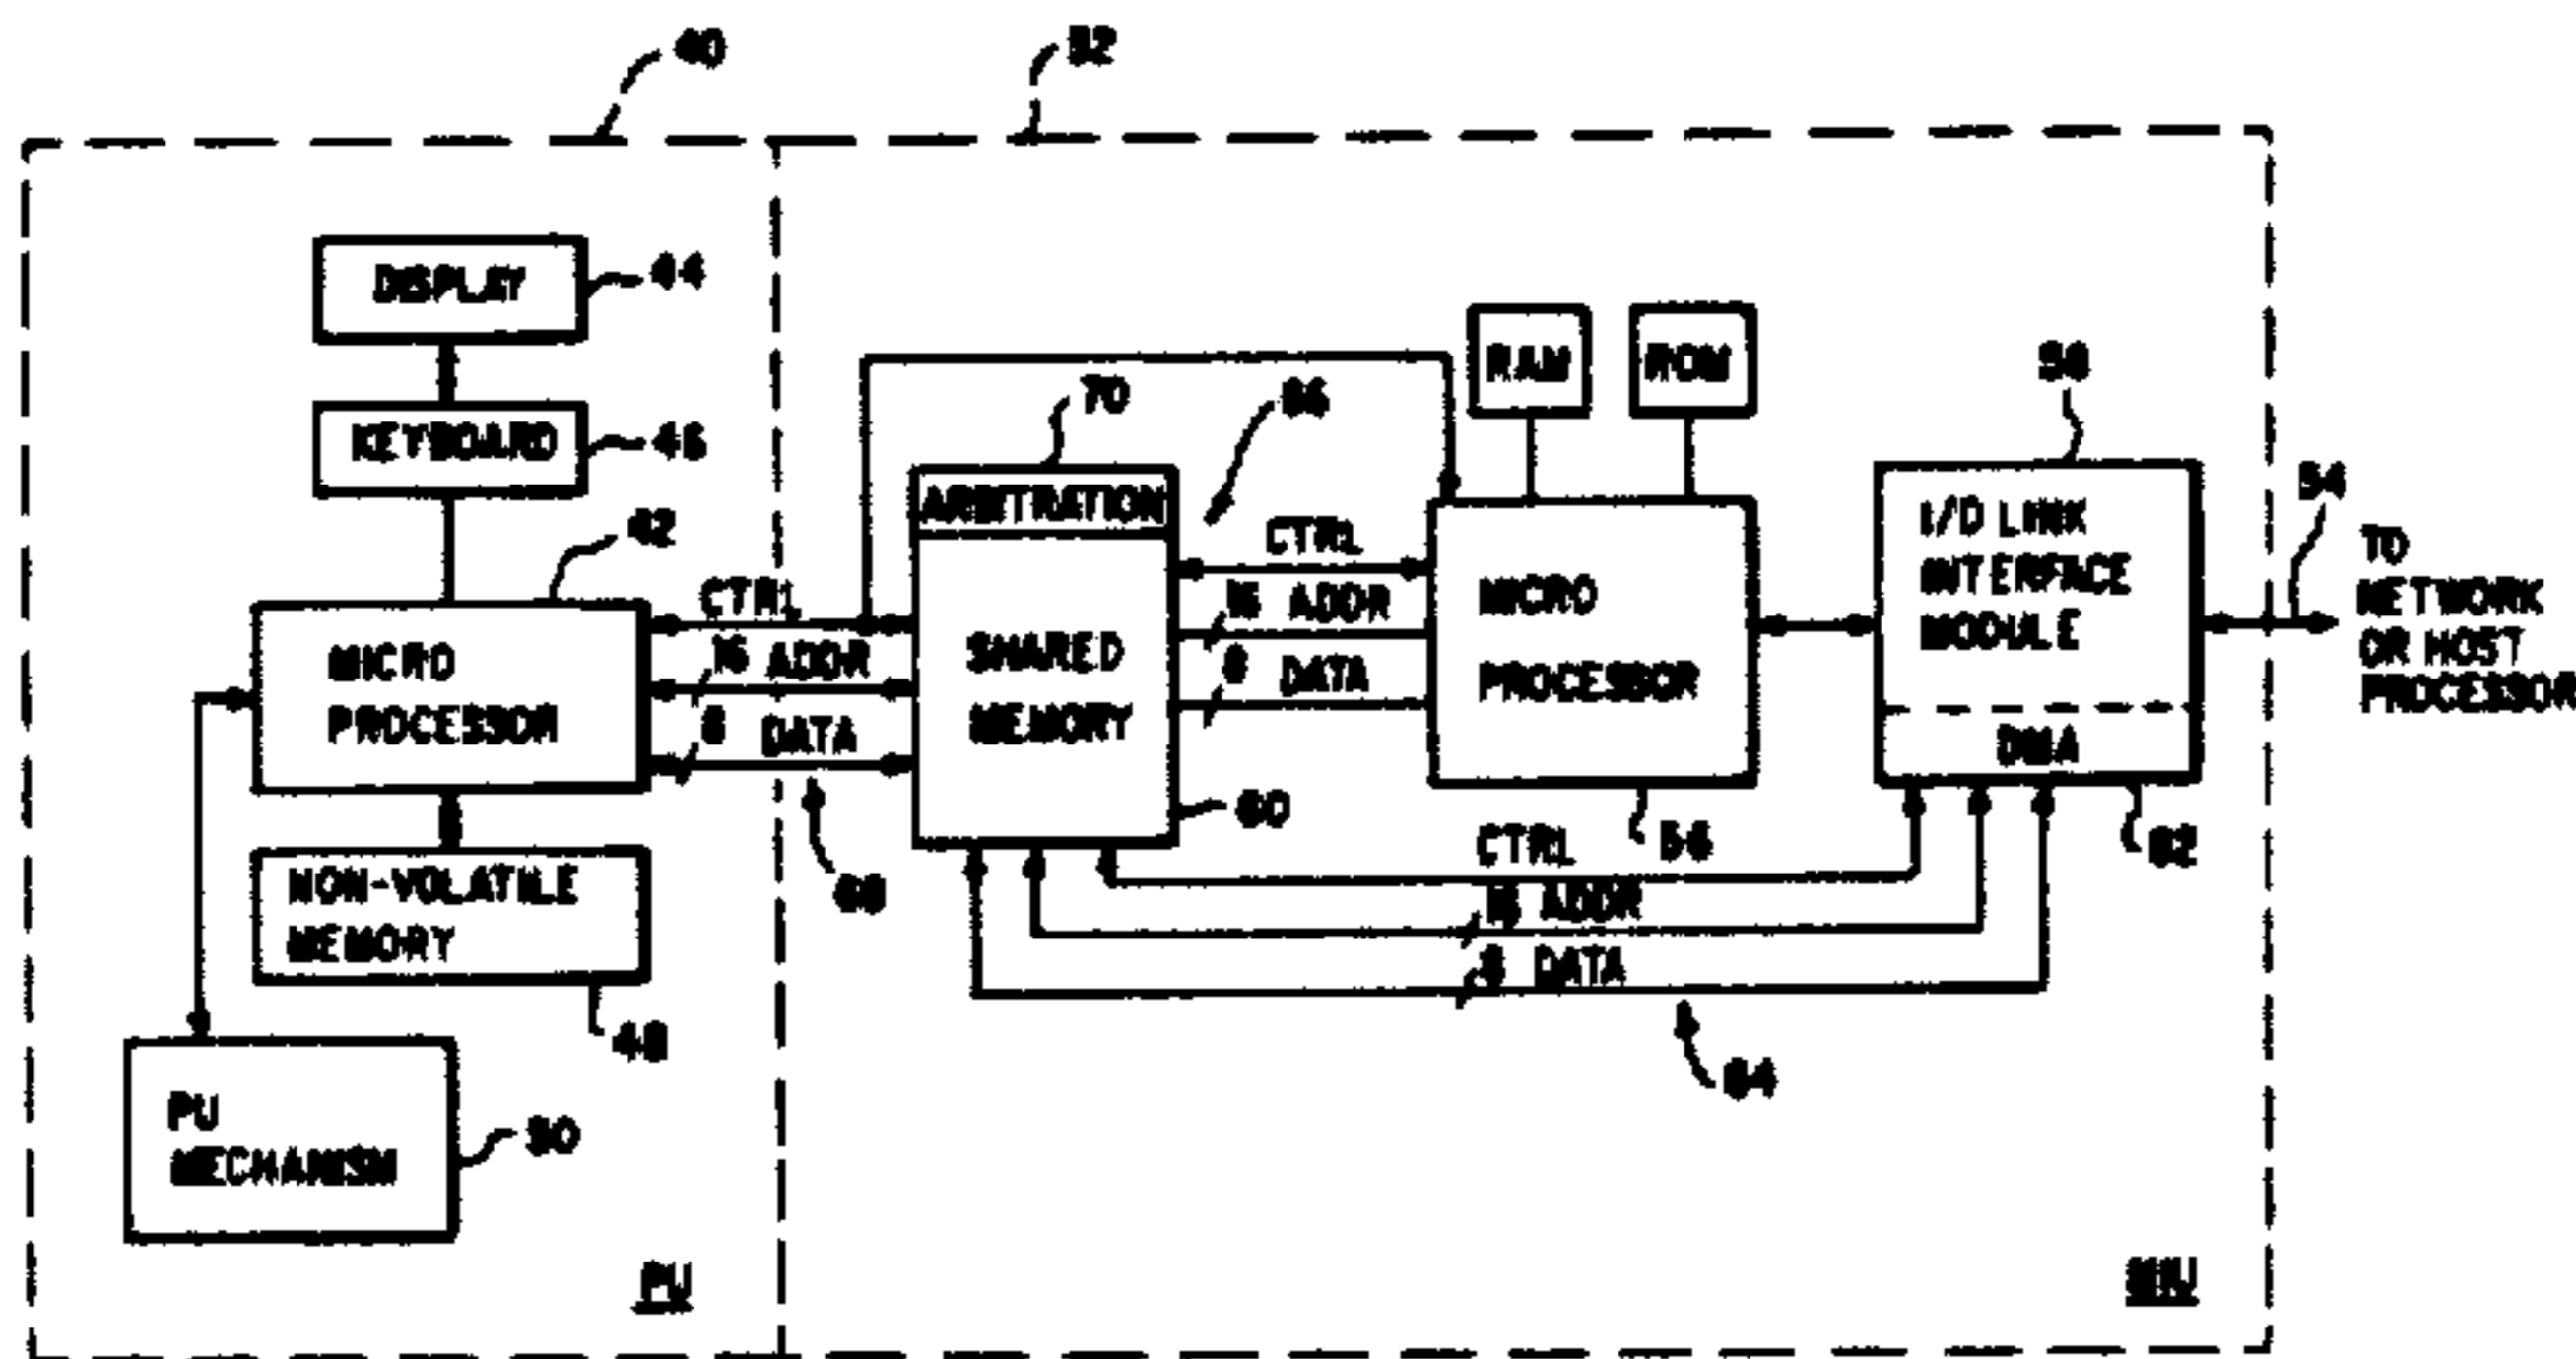 40
52
DISPLAY
44
KEYBOARD
46
42
MICRO
PROCESSOR
NON-VOLATILE
MEMORY
48
PU
MECHANISM
50
PU
CTRL
16 ADDR
8 DATA
68
70
ARBITRATION
SHARED
MEMORY
60
66
CTRL
16 ADDR
8 DATA
RAM
ROM
MICRO
PROCESSOR
56
58
I/O LINK
INTERFACE
MODULE
DMA
62
54
TO
NETWORK
OR HOST
PROCESSOR
CTRL
16 ADDR
8 DATA
64